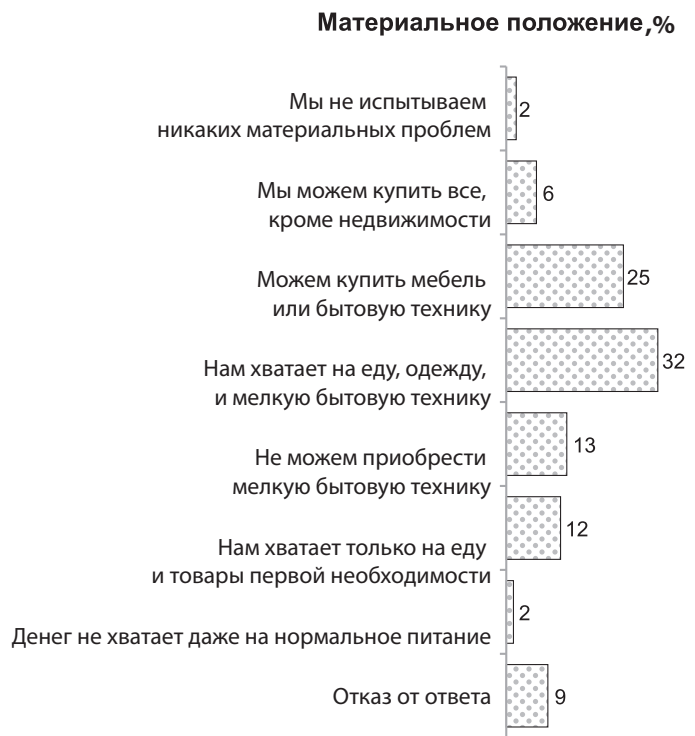 Материальное положение,%
Мы не испытываем
никаких материальных проблем
2
Мы можем купить все,
кроме недвижимости
6
Можем купить мебель
или бытовую технику
25
Нам хватает на еду, одежду,
и мелкую бытовую технику
32
Не можем приобрести
мелкую бытовую технику
13
Нам хватает только на еду
и товары первой необходимости
12
Денег не хватает даже на нормальное питание
2
Отказ от ответа
9